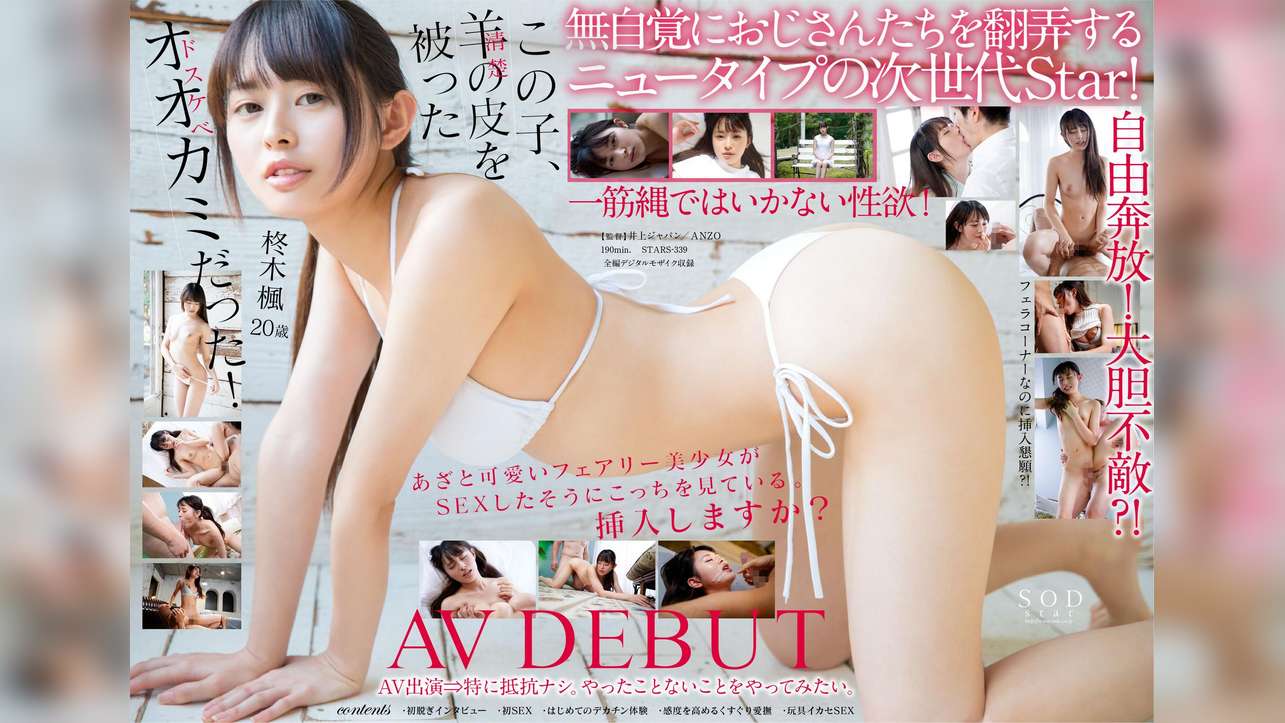 この子、
羊の皮を
清楚
被った
オオカミだった！
ドスケベ
柊木楓
20歳
無自覚におじさんたちを翻弄する
ニュータイプの次世代Star!
一筋縄ではいかない性欲!
【監督】井上ジャパン／ANZO
190min. STARS-339
全編デジタルモザイク収録
自由奔放!大胆不敵?!
フェラコーナーなのに挿入懇願?!
あざと可愛いフェアリー美少女が
SEXしたそうにこっちを見ている。
挿入しますか?
SOD
star
AV DEBUT
AV出演⇒特に抵抗ナシ。やったことないことをやってみたい。
contents ・初脱ぎインタビュー ・初SEX ・はじめてのデカチン体験 ・感度を高めるくすぐり愛撫 ・玩具イカセSEX